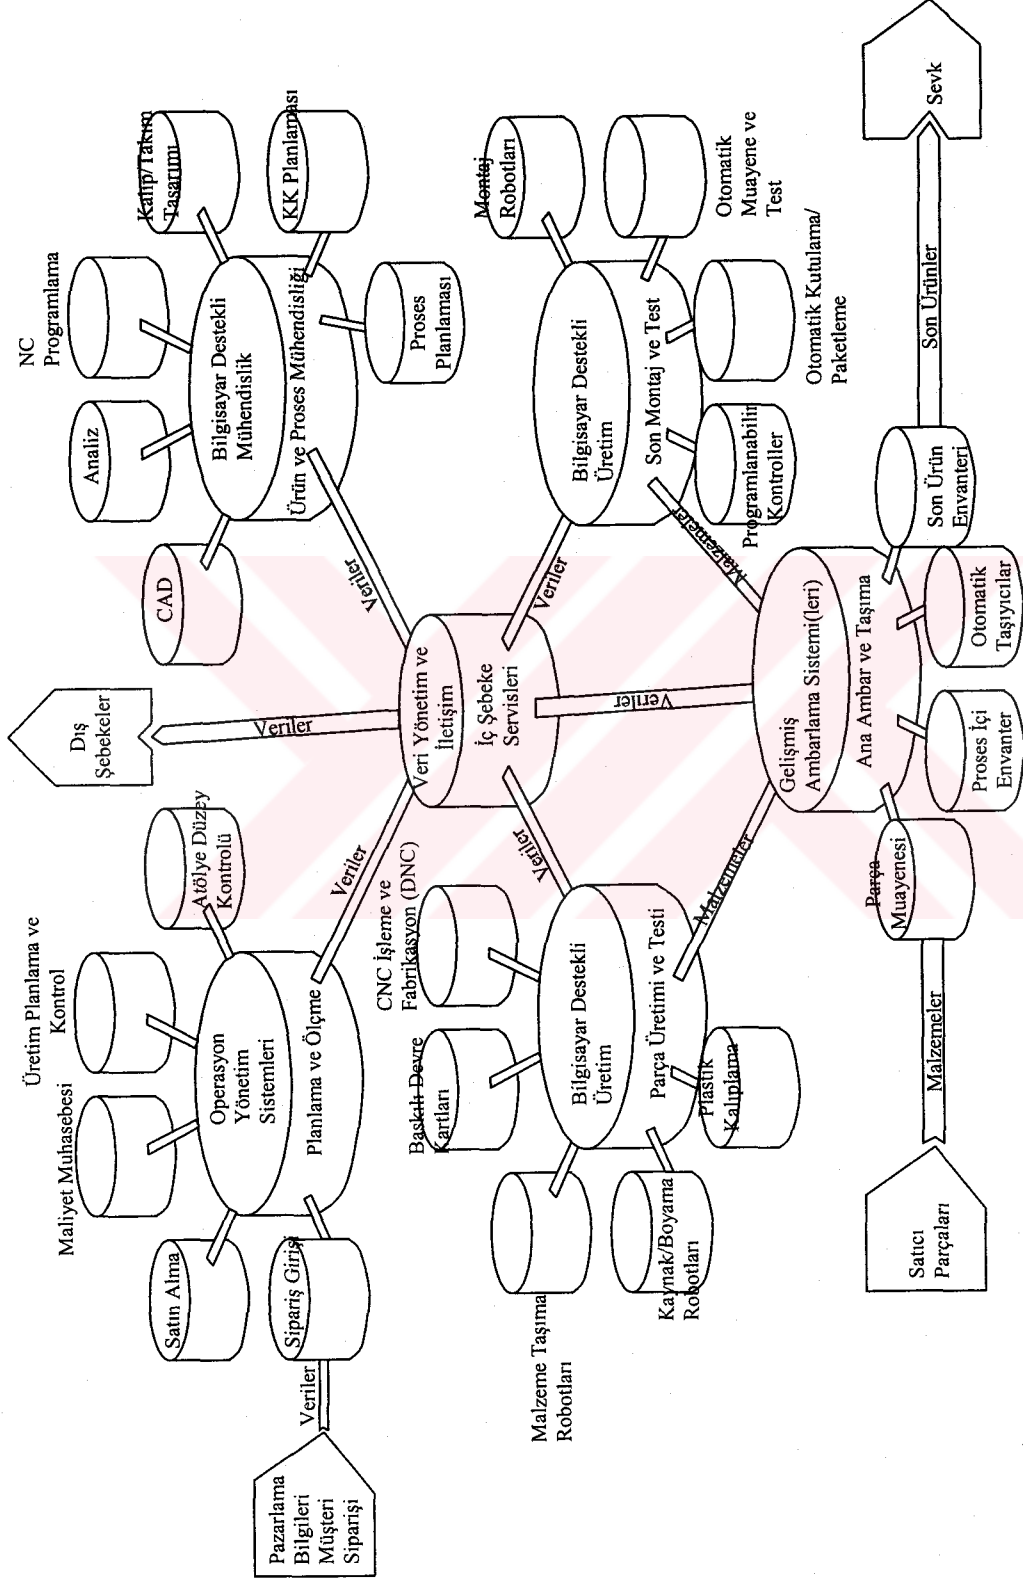 Dış
Şebekeler
Veriler
NC
Programlama
Üretim Planlama ve
Kontrol
Maliyet Muhasebesi
Satın Alma
Sipariş Girişi
Atölye Düzey
Kontrolü
Operasyon
Yönetim
Sistemleri
Planlama ve Ölçme
Veriler
Pazarlama
Bilgileri
Müşteri
Siparişi
Veriler
CAD
Analiz
Kalıp/Takım
Tasarımı
KK Planlaması
Bilgisayar Destekli
Mühendislik
Ürün ve Proses Mühendisliği
Proses
Planlaması
Veriler
Veri Yönetim ve
İletişim
İç Şebeke
Servisleri
CNC İşleme ve
Fabrikasyon (DNC)
Baskılı Devre
Kartları
Malzeme Taşıma
Robotları
Kaynak/Boyama
Robotları
Plastik
Kalıplama
Bilgisayar Destekli
Üretim
Parça Üretimi ve Testi
Veriler
Malzemeler
Veriler
Veriler
Montaj
Robotları
Otomatik
Muayene ve
Test
Otomatik Kutulama/
Paketleme
Programlanabilir
Kontroller
Bilgisayar Destekli
Üretim
Son Montaj ve Test
Malzemeler
Gelişmiş
Ambarlama Sistemi(leri)
Ana Ambar ve Taşıma
Satıcı
Parçaları
Malzemeler
Parça
Muayenesi
Proses İçi
Envanter
Otomatik
Taşıyıcılar
Son Ürün
Envanteri
Son Ürünler
Sevk